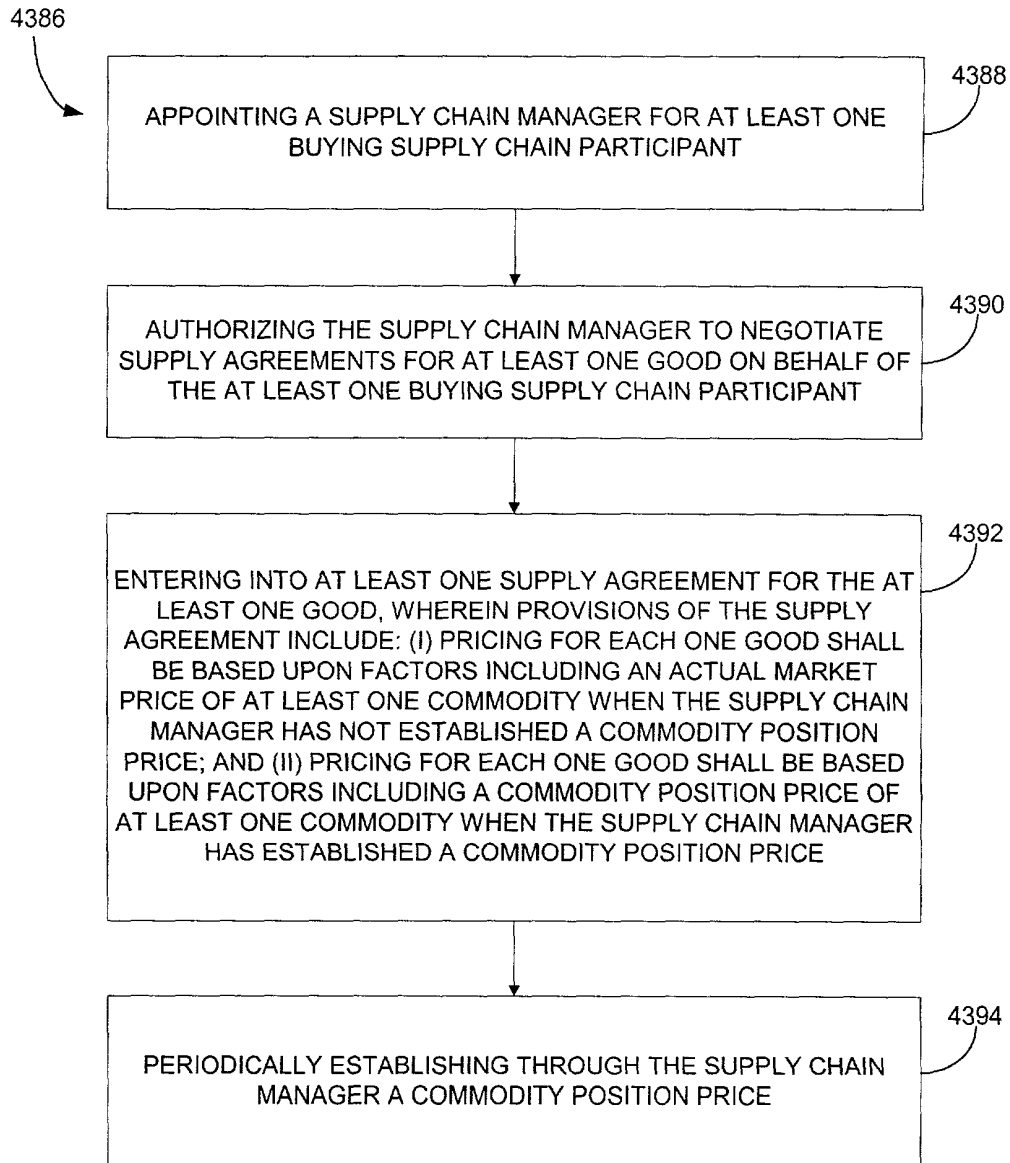 4386
4388
APPOINTING A SUPPLY CHAIN MANAGER FOR AT LEAST ONE
BUYING SUPPLY CHAIN PARTICIPANT
4390
AUTHORIZING THE SUPPLY CHAIN MANAGER TO NEGOTIATE
SUPPLY AGREEMENTS FOR AT LEAST ONE GOOD ON BEHALF OF
THE AT LEAST ONE BUYING SUPPLY CHAIN PARTICIPANT
4392
ENTERING INTO AT LEAST ONE SUPPLY AGREEMENT FOR THE AT
LEAST ONE GOOD, WHEREIN PROVISIONS OF THE SUPPLY
AGREEMENT INCLUDE: (I) PRICING FOR EACH ONE GOOD SHALL
BE BASED UPON FACTORS INCLUDING AN ACTUAL MARKET
PRICE OF AT LEAST ONE COMMODITY WHEN THE SUPPLY CHAIN
MANAGER HAS NOT ESTABLISHED A COMMODITY POSITION
PRICE; AND (II) PRICING FOR EACH ONE GOOD SHALL BE BASED
UPON FACTORS INCLUDING A COMMODITY POSITION PRICE OF
AT LEAST ONE COMMODITY WHEN THE SUPPLY CHAIN MANAGER
HAS ESTABLISHED A COMMODITY POSITION PRICE
4394
PERIODICALLY ESTABLISHING THROUGH THE SUPPLY CHAIN
MANAGER A COMMODITY POSITION PRICE